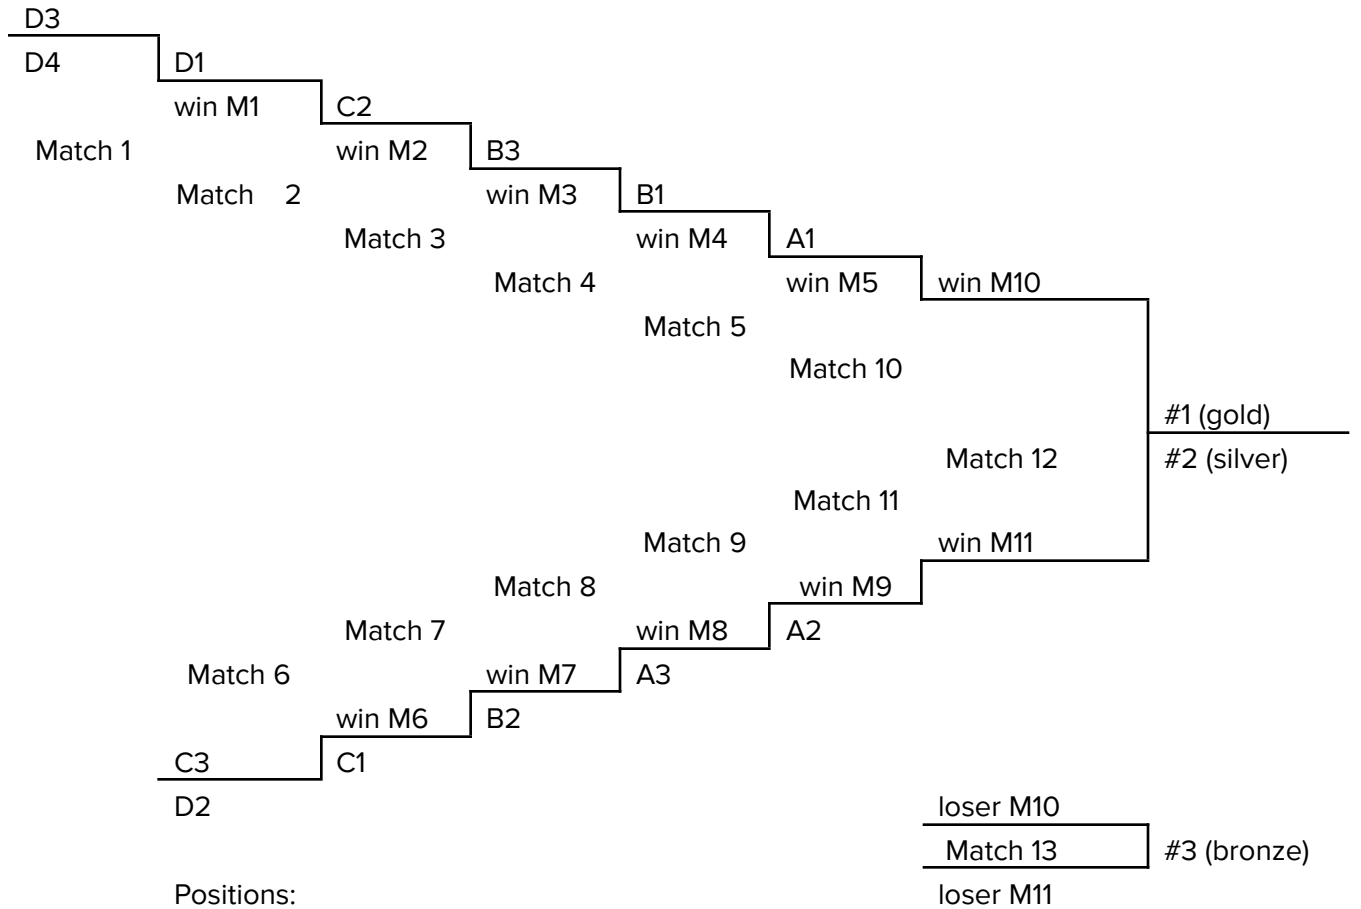 D3
D4 D1
win M1 C2
Match 1 win M2 B3
Match 2 win M3 B1
Match 3 win M4 A1
Match 4 win M5 win M10
Match 5
Match 10
#1 (gold)
Match 12 #2 (silver)
Match 11
Match 9 win M11
Match 8 win M9
Match 7 win M8 A2
Match 6 win M7 A3
win M6 B2
C3 C1
D2 loser M10
Match 13 #3 (bronze)
Positions: loser M11